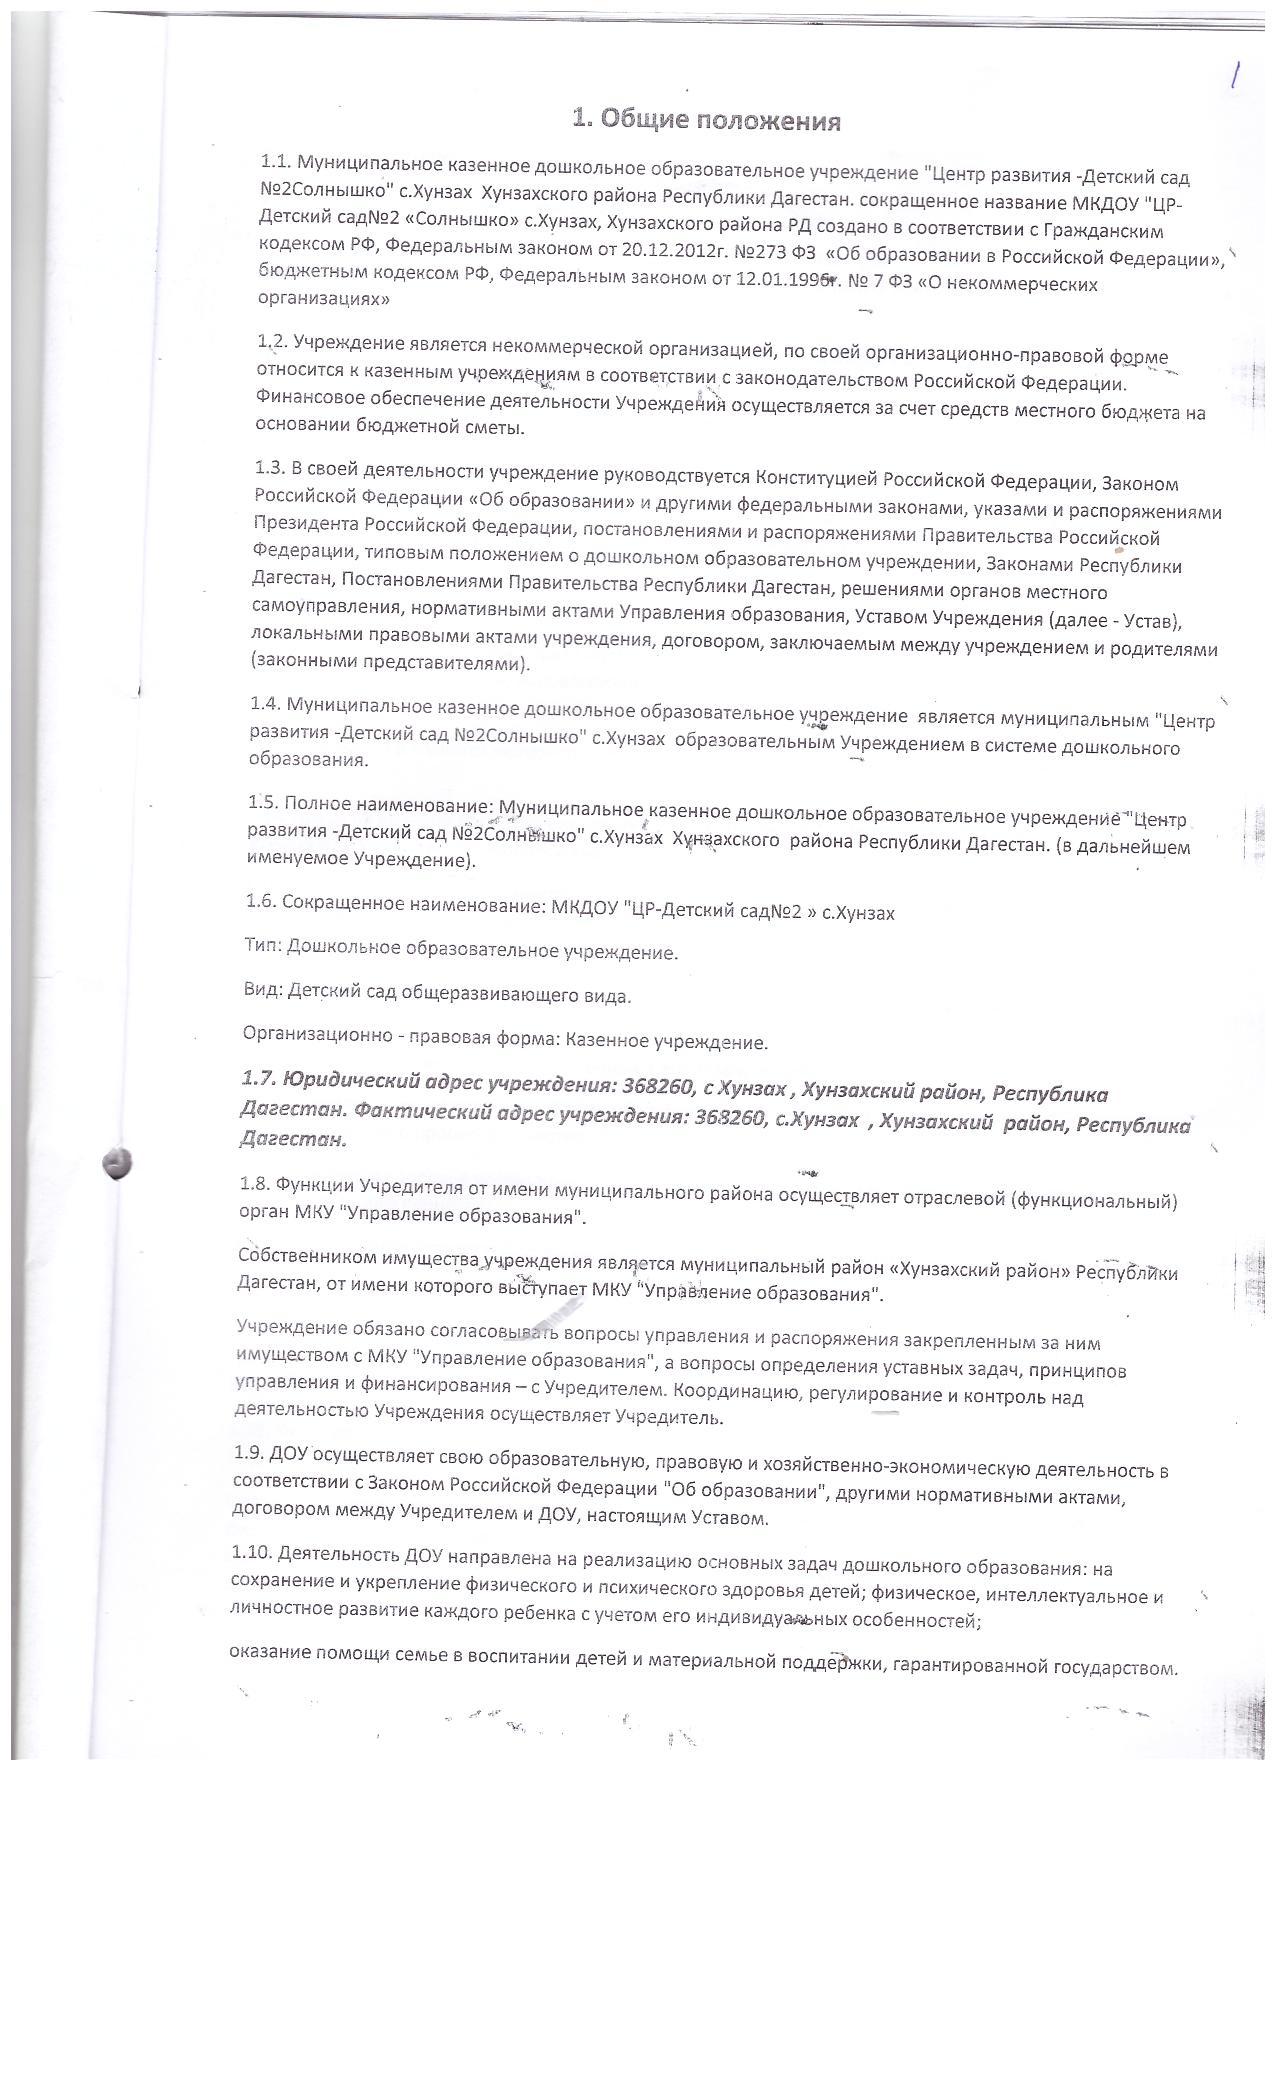 1
1. Общие положения
1.1. Муниципальное казенное дошкольное образовательное учреждение "Центр развития -Детский сад
№2Солнышко" с.Хунзах Хунзахского района Республики Дагестан. сокращенное название МКДОУ "ЦР-
Детский сад№2 «Солнышко» с.Хунзах, Хунзахского района РД создано в соответствии с Гражданским
кодексом РФ, Федеральным законом от 20.12.2012г. №273 ФЗ «Об образовании в Российской Федерации»,
бюджетным кодексом РФ, Федеральным законом от 12.01.1996г. № 7 ФЗ «О некоммерческих
организациях»
1.2. Учреждение является некоммерческой организацией, по своей организационно-правовой форме
относится к казенным учреждениям в соответствии с законодательством Российской Федерации.
Финансовое обеспечение деятельности Учреждения осуществляется за счет средств местного бюджета на
основании бюджетной сметы.
1.3. В своей деятельности учреждение руководствуется Конституцией Российской Федерации, Законом
Российской Федерации «Об образовании» и другими федеральными законами, указами и распоряжениями
Президента Российской Федерации, постановлениями и распоряжениями Правительства Российской
Федерации, типовым положением о дошкольном образовательном учреждении, Законами Республики
Дагестан, Постановлениями Правительства Республики Дагестан, решениями органов местного
самоуправления, нормативными актами Управления образования, Уставом Учреждения (далее - Устав),
локальными правовыми актами учреждения, договором, заключаемым между учреждением и родителями
(законными представителями).
1.4. Муниципальное казенное дошкольное образовательное учреждение является муниципальным "Центр
развития -Детский сад №2Солнышко" с.Хунзах образовательным Учреждением в системе дошкольного
образования.
1.5. Полное наименование: Муниципальное казенное дошкольное образовательное учреждение "Центр
развития -Детский сад №2Солнышко" с.Хунзах Хунзахского района Республики Дагестан. (в дальнейшем
именуемое Учреждение).
1.6. Сокращенное наименование: МКДОУ "ЦР-Детский сад№2 » с.Хунзах
Тип: Дошкольное образовательное учреждение.
Вид: Детский сад общеразвивающего вида.
Организационно - правовая форма: Казенное учреждение.
1.7. Юридический адрес учреждения: 368260, с Хунзах , Хунзахский район, Республика
Дагестан. Фактический адрес учреждения: 368260, с.Хунзах , Хунзахский район, Республика
Дагестан.
1.8. Функции Учредителя от имени муниципального района осуществляет отраслевой (функциональный)
орган МКУ "Управление образования".
Собственником имущества учреждения является муниципальный район «Хунзахский район» Республики
Дагестан, от имени которого выступает МКУ "Управление образования".
Учреждение обязано согласовывать вопросы управления и распоряжения закрепленным за ним
имуществом с МКУ "Управление образования", а вопросы определения уставных задач, принципов
управления и финансирования – с Учредителем. Координацию, регулирование и контроль над
деятельностью Учреждения осуществляет Учредитель.
1.9. ДОУ осуществляет свою образовательную, правовую и хозяйственно-экономическую деятельность в
соответствии с Законом Российской Федерации "Об образовании", другими нормативными актами,
договором между Учредителем и ДОУ, настоящим Уставом.
1.10. Деятельность ДОУ направлена на реализацию основных задач дошкольного образования: на
сохранение и укрепление физического и психического здоровья детей; физическое, интеллектуальное и
личностное развитие каждого ребенка с учетом его индивидуальных особенностей;
оказание помощи семье в воспитании детей и материальной поддержки, гарантированной государством.